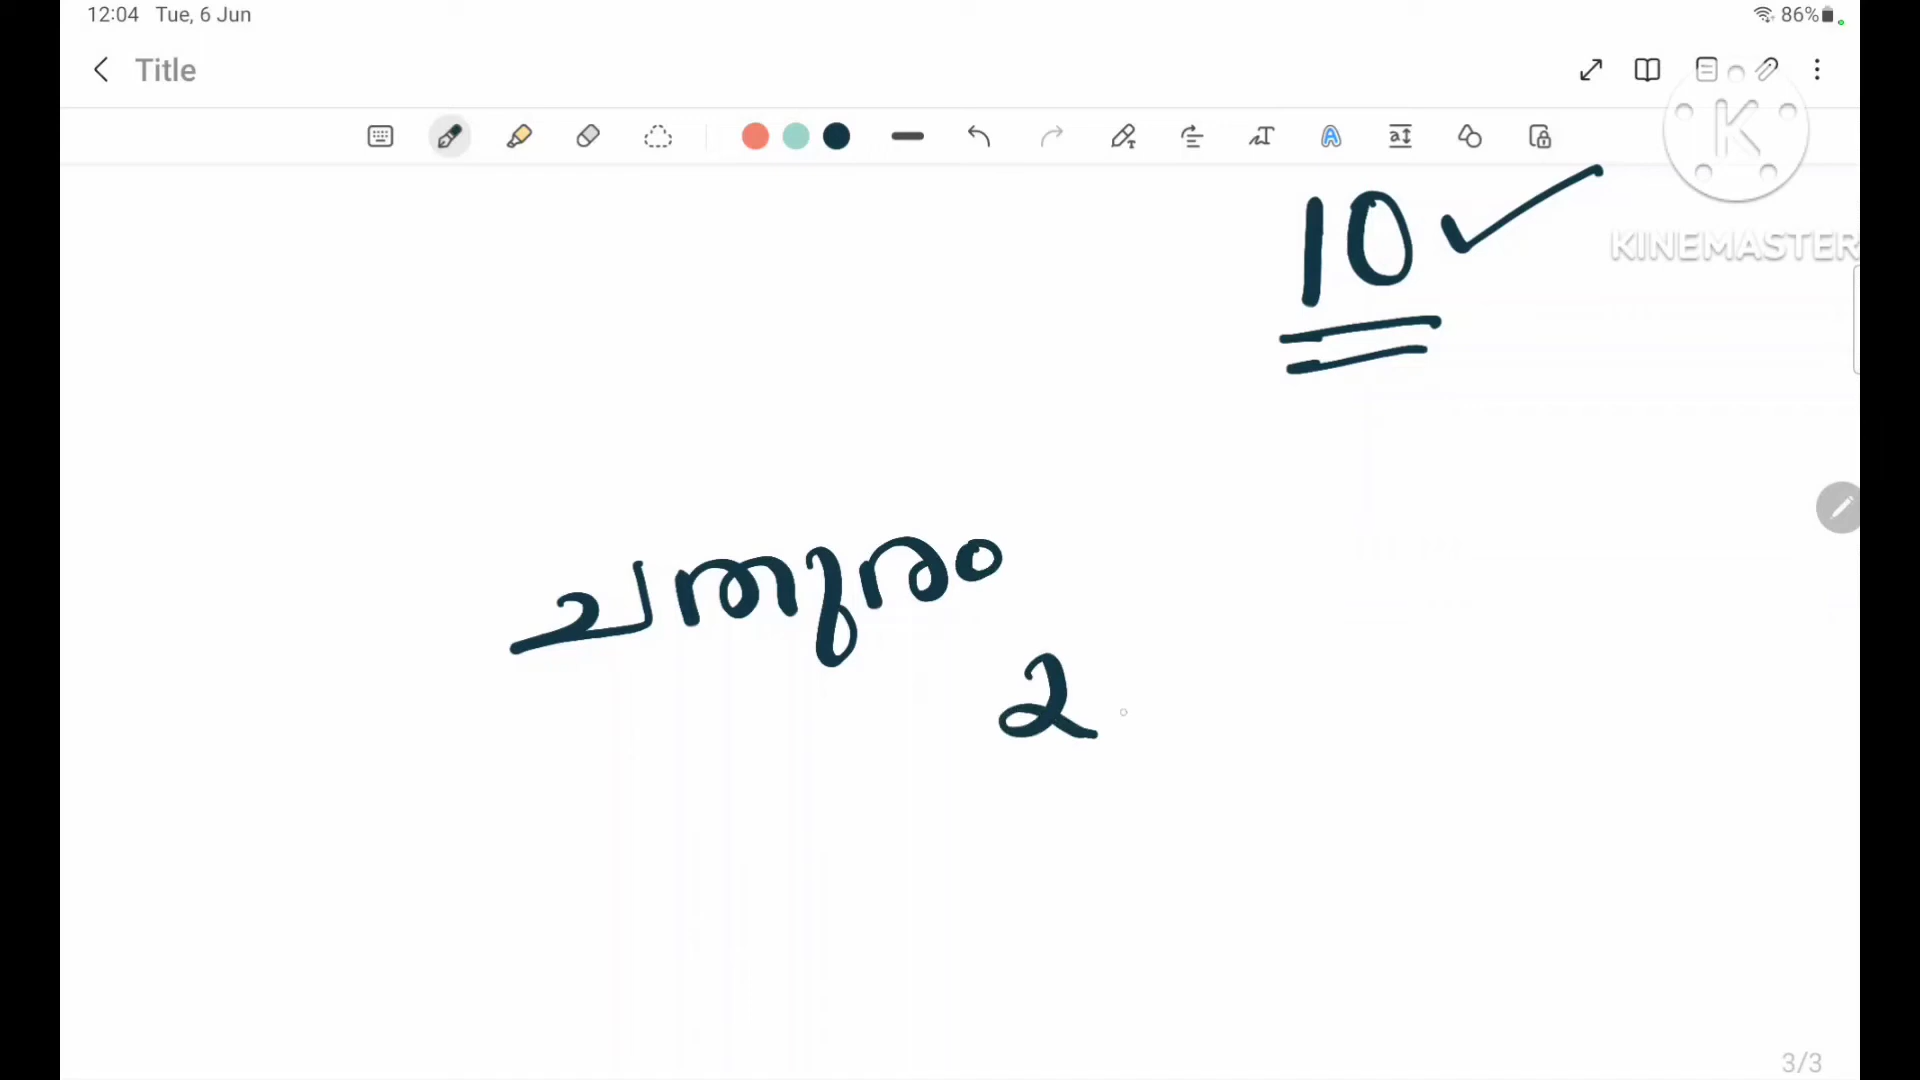 12:04 Tue, 6 Jun
86%
Title
KINEMASTER
10
ചതുരം
2
3/3